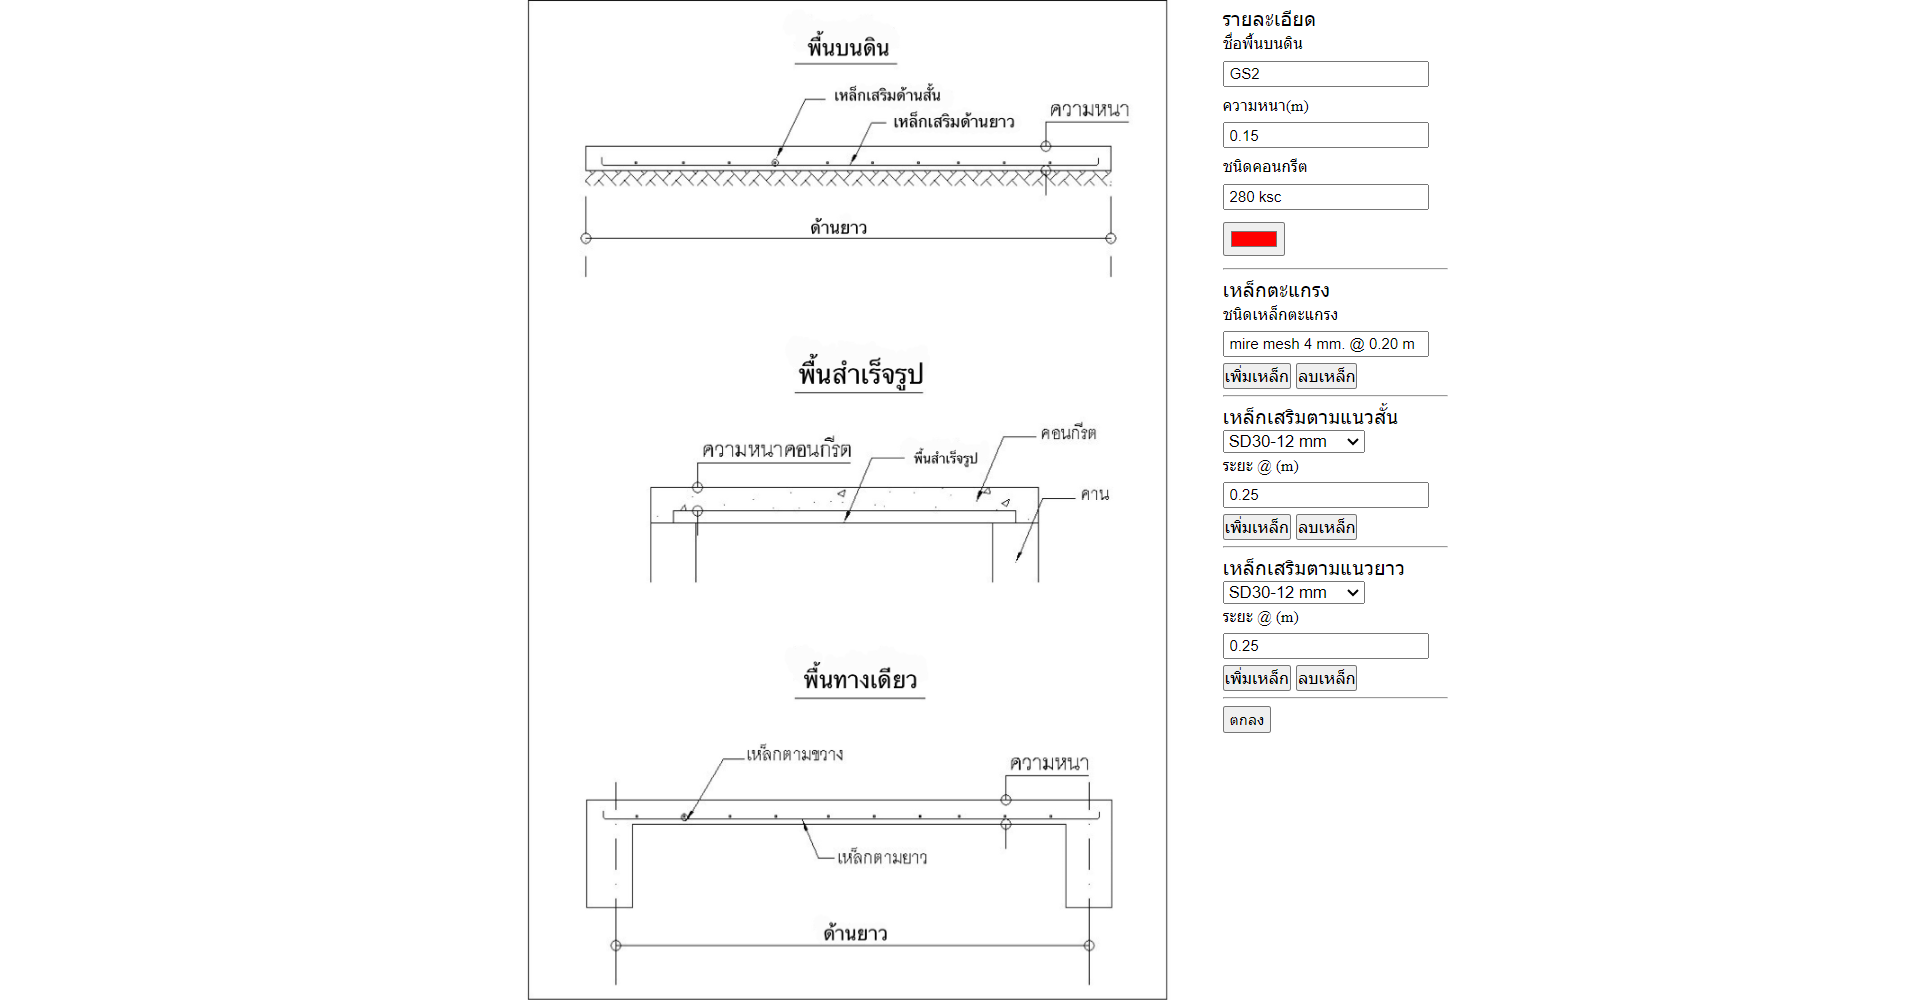 พื้นบนดิน
เหล็กเสริมด้านสั้น
เหล็กเสริมด้านยาว
ความหนา
ด้านยาว
พื้นสำเร็จรูป
ความหนาคอนกรีต
พื้นสำเร็จรูป
คอนกรีต
คาน
พื้นทางเดียว
เหล็กตามขวาง
ความหนา
เหล็กตามยาว
ด้านยาว
รายละเอียด
ชื่อพื้นบนดิน
GS2
ความหนา(m)
0.15
ชนิดคอนกรีต
280 ksc
เหล็กตะแกรง
ชนิดเหล็กตะแกรง
mire mesh 4 mm. @ 0.20 m
เพิ่มเหล็ก ลบเหล็ก
เหล็กเสริมตามแนวสั้น
SD30-12 mm
ระยะ @ (m)
0.25
เพิ่มเหล็ก ลบเหล็ก
เหล็กเสริมตามแนวยาว
SD30-12 mm
ระยะ @ (m)
0.25
เพิ่มเหล็ก ลบเหล็ก
ตกลง